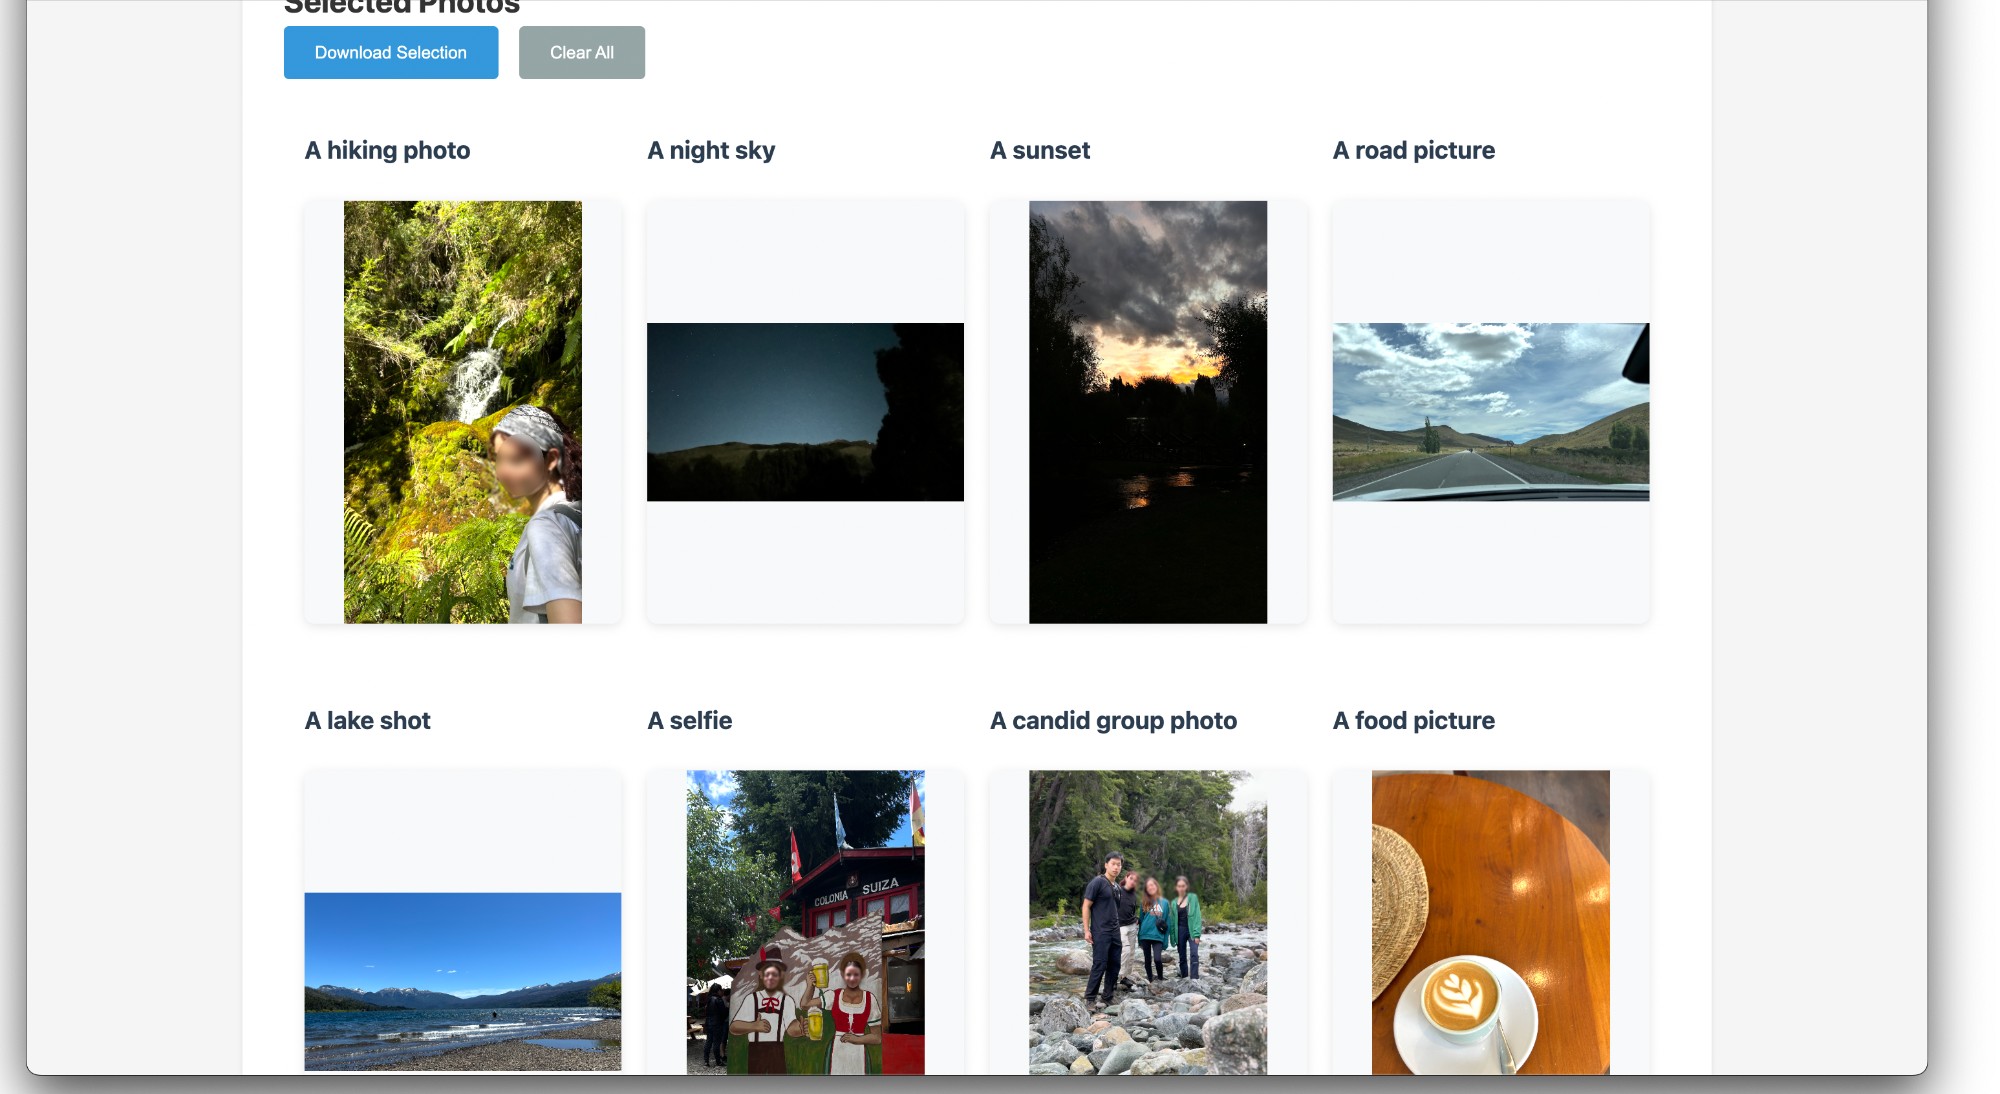 Selected Photos
Download Selection
Clear All
A hiking photo
A night sky
A sunset
A road picture
A lake shot
A selfie
A candid group photo
A food picture
COLONIA SUIZA